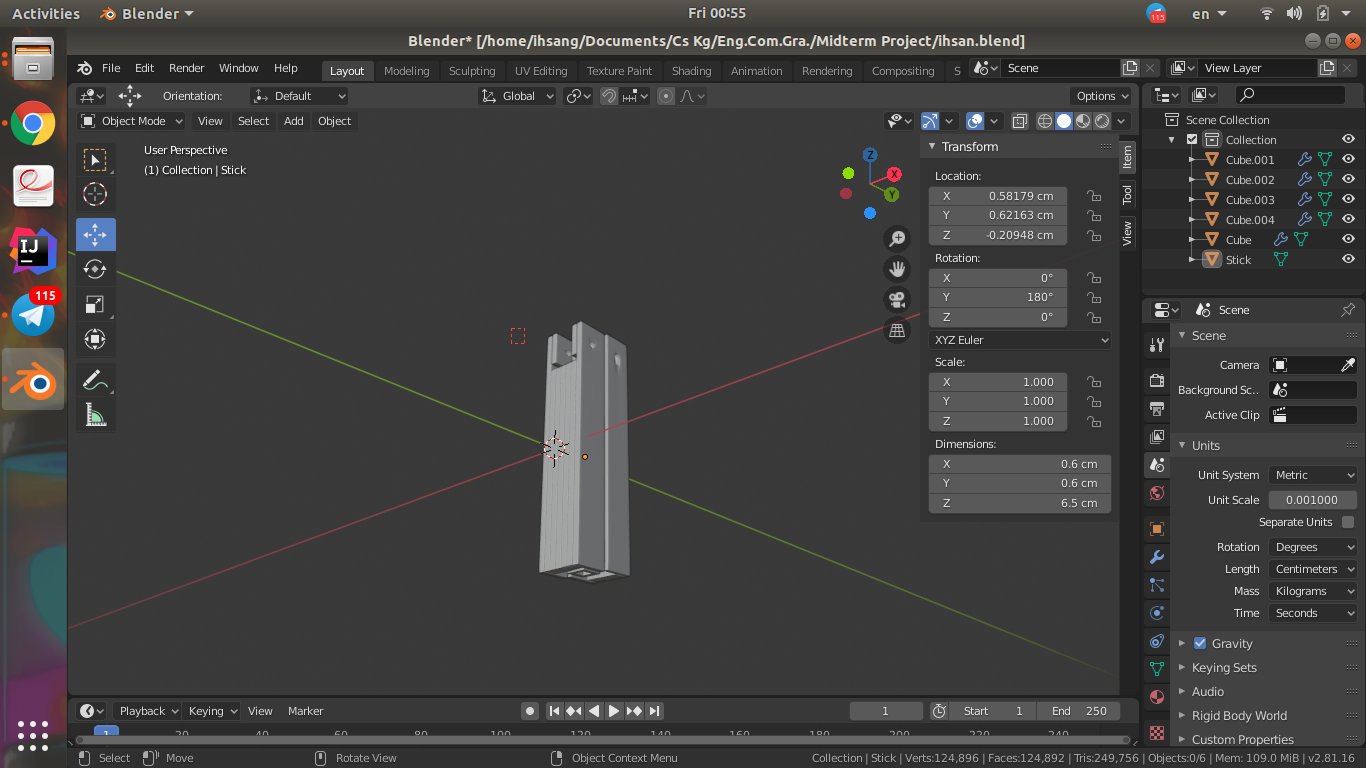 Activities Blender Fri 00:55 115 en
Blender* [/home/ihsang/Documents/Cs Kg/Eng.Com.Gra./Midterm Project/ihsan.blend]
File Edit Render Window Help Layout Modeling Sculpting UV Editing Texture Paint Shading Animation Rendering Compositing S Scene View Layer
Orientation: Default Global Options
Object Mode View Select Add Object
User Perspective
(1) Collection | Stick
Z
X
Y
Transform
Item
Tool
View
Location:
X 0.58179 cm
Y 0.62163 cm
Z -0.20948 cm
Rotation:
X 0°
Y 180°
Z 0°
XYZ Euler
Scale:
X 1.000
Y 1.000
Z 1.000
Dimensions:
X 0.6 cm
Y 0.6 cm
Z 6.5 cm
Scene Collection
Collection
Cube.001
Cube.002
Cube.003
Cube.004
Cube
Stick
Scene
Scene
Camera
Background Sc...
Active Clip
Units
Unit System Metric
Unit Scale 0.001000
Separate Units
Rotation Degrees
Length Centimeters
Mass Kilograms
Time Seconds
Gravity
Keying Sets
Audio
Rigid Body World
Custom Properties
IJ
115
Playback Keying View Marker 1 Start 1 End 250
1 20 40 60 80 100 120 140 160 180 200 220 240
Select Move Rotate View Object Context Menu Collection | Stick | Verts:124,896 | Faces:124,892 | Tris:249,756 | Objects:0/6 | Mem: 109.0 MiB | v2.81.16